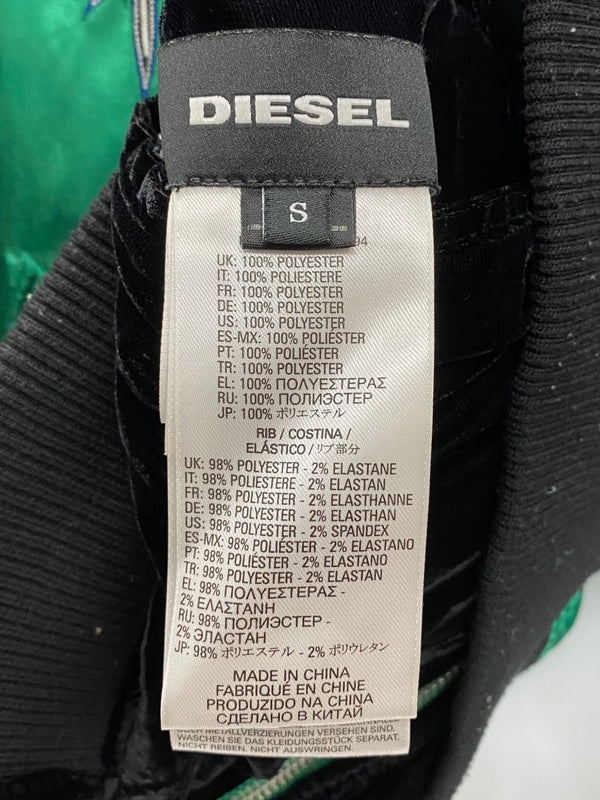 DIESEL
S
94
UK: 100% POLYESTER
IT: 100% POLIESTERE
FR: 100% POLYESTER
DE: 100% POLYESTER
US: 100% POLYESTER
ES-MX: 100% POLIÉSTER
PT: 100% POLIÉSTER
TR: 100% POLYESTER
EL: 100% ΠΟΛΥΕΣΤΕΡΑΣ
RU: 100% ПОЛИЭСТЕР
JP: 100% ポリエステル
RIB / COSTINA /
ELÁSTICO / リブ部分
UK: 98% POLYESTER - 2% ELASTANE
IT: 98% POLIESTERE - 2% ELASTAN
FR: 98% POLYESTER - 2% ELASTHANNE
DE: 98% POLYESTER - 2% ELASTHAN
US: 98% POLYESTER - 2% SPANDEX
ES-MX: 98% POLIÉSTER - 2% ELASTANO
PT: 98% POLIÉSTER - 2% ELASTANO
TR: 98% POLYESTER - 2% ELASTAN
EL: 98% ΠΟΛΥΕΣΤΕΡΑΣ -
2% ΕΛΑΣΤΑΝΗ
RU: 98% ПОЛИЭСТЕР -
2% ЭЛАСТАН
JP: 98% ポリエステル - 2% ポリウレタン
MADE IN CHINA
FABRIQUÉ EN CHINE
PRODUZIDO NA CHINA
СДЕЛАНО В КИТАЙ
ODER METALLVERZIERUNGEN VERSEHEN SIND,
WASCHEN SIE DAS KLEIDUNGSSTÜCK SEPARAT.
NICHT REIBEN. NICHT AUSWRINGEN.